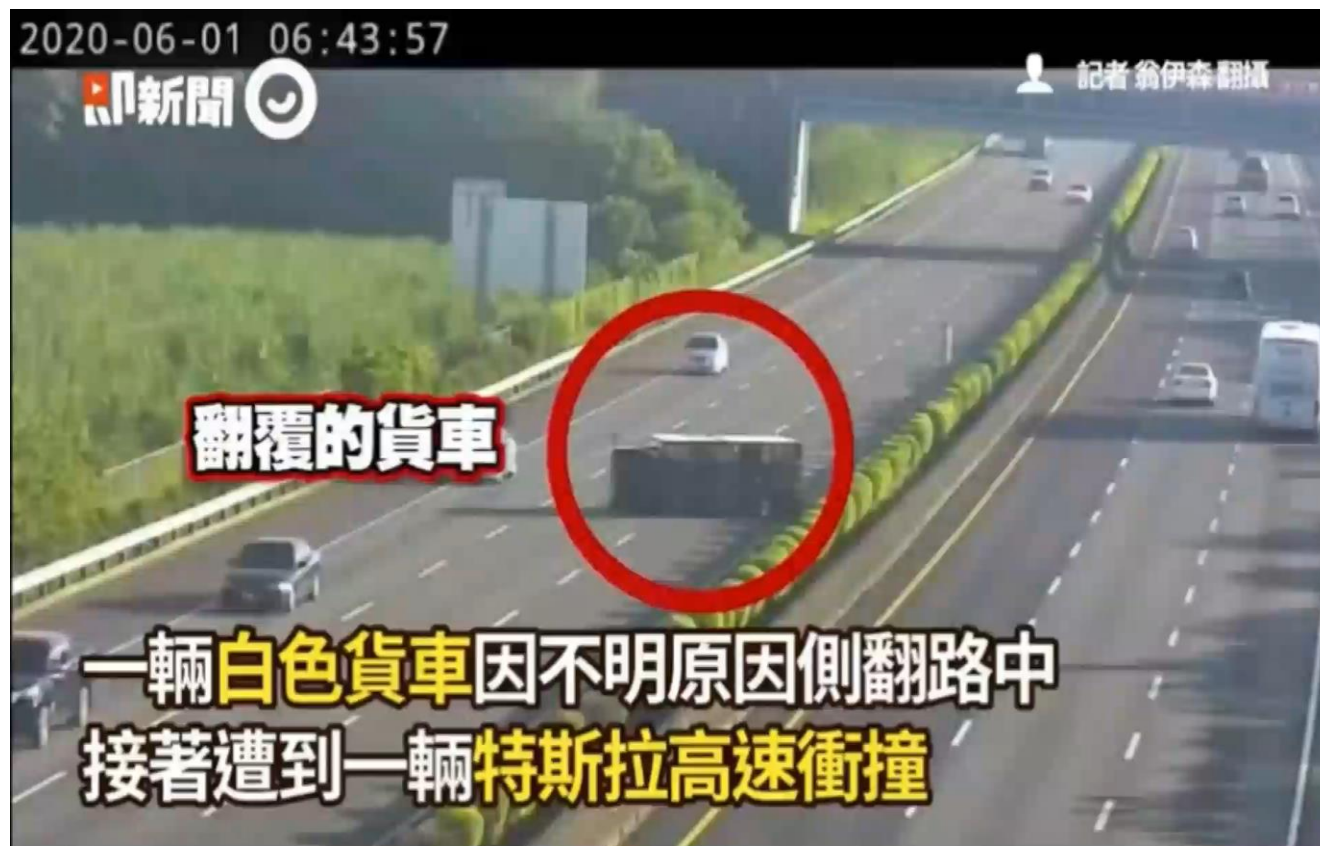 2020-06-01 06:43:57
即新聞
記者 翁伊森 翻攝
翻覆的貨車
一輛白色貨車因不明原因側翻路中
接著遭到一輛特斯拉高速衝撞